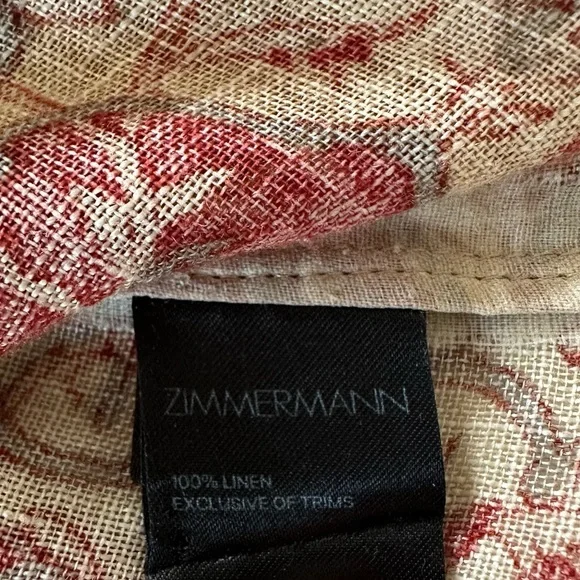 ZIMMERMANN
100% LINEN
EXCLUSIVE OF TRIMS